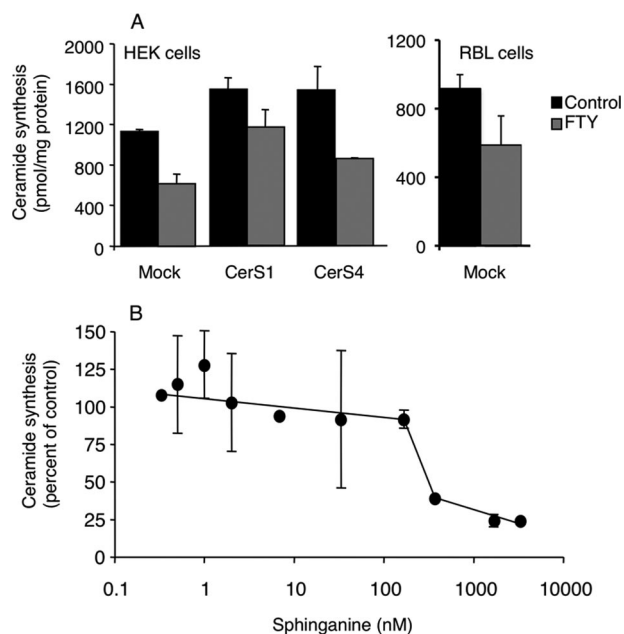 A
HEK cells
RBL cells
Ceramide synthesis
(pmol/mg protein)
2000
1600
1200
800
400
0
1200
800
400
0
Control
FTY
Mock
CerS1
CerS4
Mock
B
Ceramide synthesis
(percent of control)
150
125
100
75
50
25
0
0.1
1
10
100
1000
10000
Sphinganine (nM)